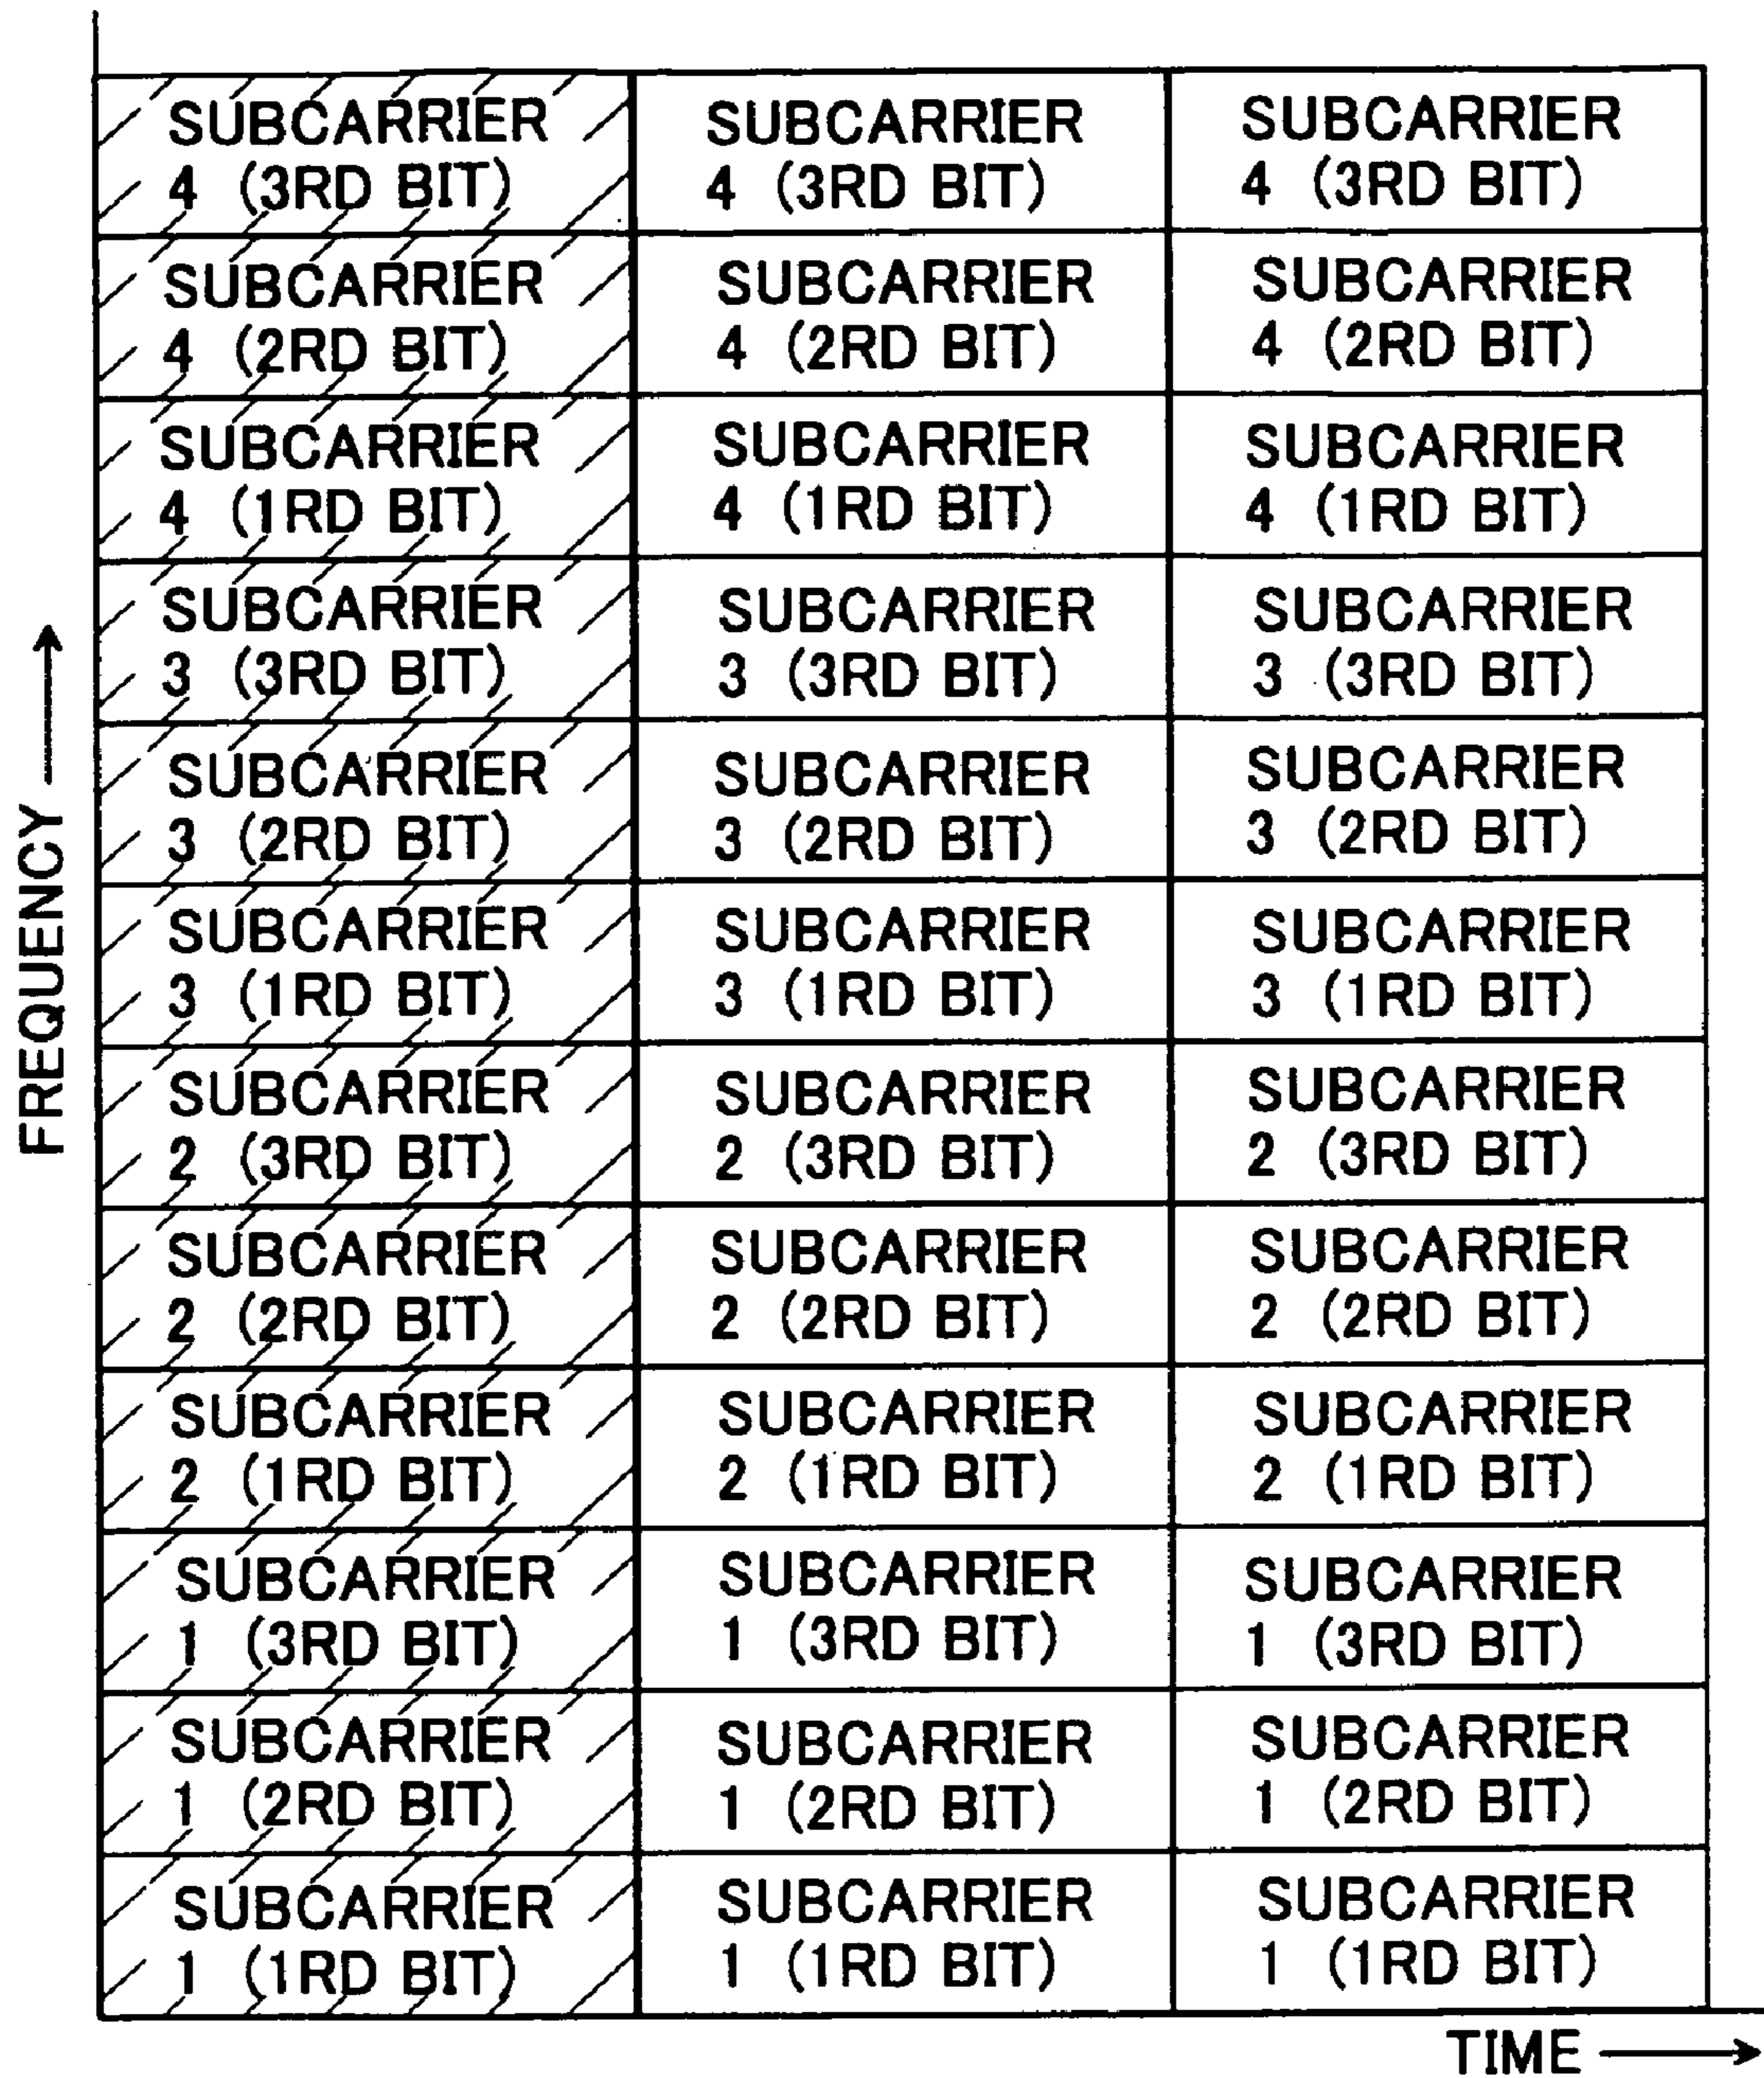 SUBCARRIER
4 (3RD BIT)
SUBCARRIER
4 (3RD BIT)
SUBCARRIER
4 (3RD BIT)
SUBCARRIER
4 (2RD BIT)
SUBCARRIER
4 (2RD BIT)
SUBCARRIER
4 (2RD BIT)
SUBCARRIER
4 (1RD BIT)
SUBCARRIER
4 (1RD BIT)
SUBCARRIER
4 (1RD BIT)
SUBCARRIER
3 (3RD BIT)
SUBCARRIER
3 (3RD BIT)
SUBCARRIER
3 (3RD BIT)
SUBCARRIER
3 (2RD BIT)
SUBCARRIER
3 (2RD BIT)
SUBCARRIER
3 (2RD BIT)
SUBCARRIER
3 (1RD BIT)
SUBCARRIER
3 (1RD BIT)
SUBCARRIER
3 (1RD BIT)
SUBCARRIER
2 (3RD BIT)
SUBCARRIER
2 (3RD BIT)
SUBCARRIER
2 (3RD BIT)
SUBCARRIER
2 (2RD BIT)
SUBCARRIER
2 (2RD BIT)
SUBCARRIER
2 (2RD BIT)
SUBCARRIER
2 (1RD BIT)
SUBCARRIER
2 (1RD BIT)
SUBCARRIER
2 (1RD BIT)
SUBCARRIER
1 (3RD BIT)
SUBCARRIER
1 (3RD BIT)
SUBCARRIER
1 (3RD BIT)
SUBCARRIER
1 (2RD BIT)
SUBCARRIER
1 (2RD BIT)
SUBCARRIER
1 (2RD BIT)
SUBCARRIER
1 (1RD BIT)
SUBCARRIER
1 (1RD BIT)
SUBCARRIER
1 (1RD BIT)
FREQUENCY
TIME